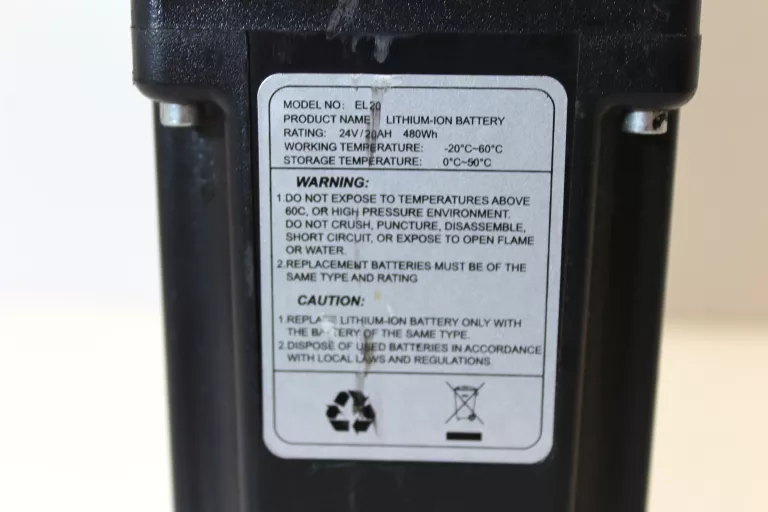 MODEL NO: EL20
PRODUCT NAME: LITHIUM-ION BATTERY
RATING: 24V/20AH 480Wh
WORKING TEMPERATURE: -20°C~60°C
STORAGE TEMPERATURE: 0°C~50°C
WARNING:
1.DO NOT EXPOSE TO TEMPERATURES ABOVE
60C, OR HIGH PRESSURE ENVIRONMENT.
DO NOT CRUSH, PUNCTURE, DISASSEMBLE,
SHORT CIRCUIT, OR EXPOSE TO OPEN FLAME
OR WATER.
2.REPLACEMENT BATTERIES MUST BE OF THE
SAME TYPE AND RATING
CAUTION:
1.REPLACE LITHIUM-ION BATTERY ONLY WITH
THE BATTERY OF THE SAME TYPE.
2.DISPOSE OF USED BATTERIES IN ACCORDANCE
WITH LOCAL LAWS AND REGULATIONS